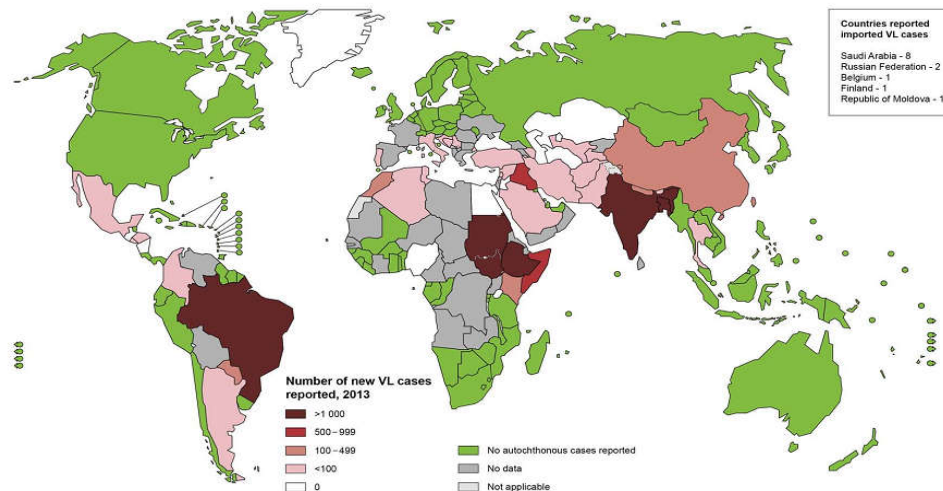 Countries reported
imported VL cases
Saudi Arabia - 8
Russian Federation - 2
Belgium - 1
Finland - 1
Republic of Moldova - 1
Number of new VL cases
reported, 2013
>1 000
500–999
100–499
<100
0
No autochthonous cases reported
No data
Not applicable